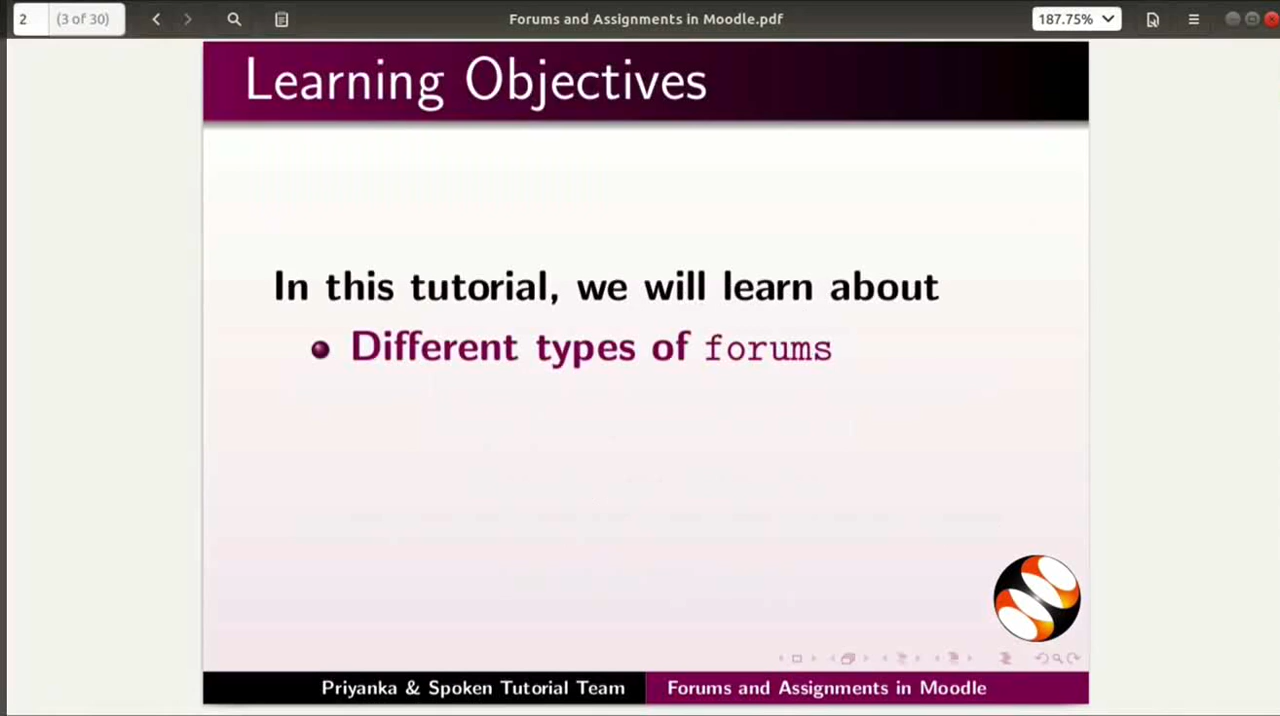 2 (3 of 30) Forums and Assignments in Moodle.pdf 187.75%
Learning Objectives
In this tutorial, we will learn about
Different types of forums
Priyanka & Spoken Tutorial Team Forums and Assignments in Moodle